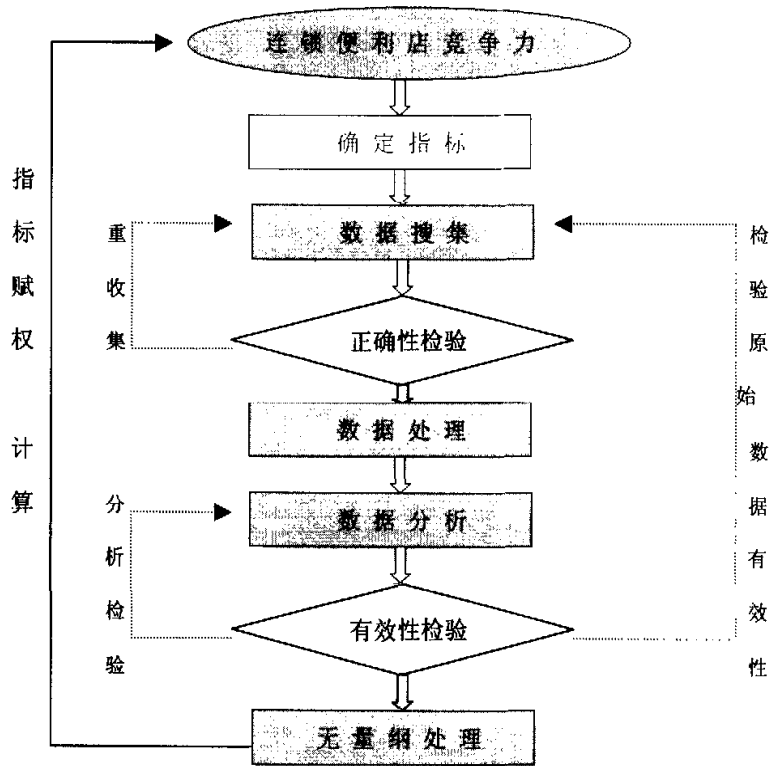 连锁便利店竞争力
确定指标
数据搜集
正确性检验
数据处理
数据分析
有效性检验
无量纲处理
指标赋权 计算
重收集
分析检验
检验原始数据有效性